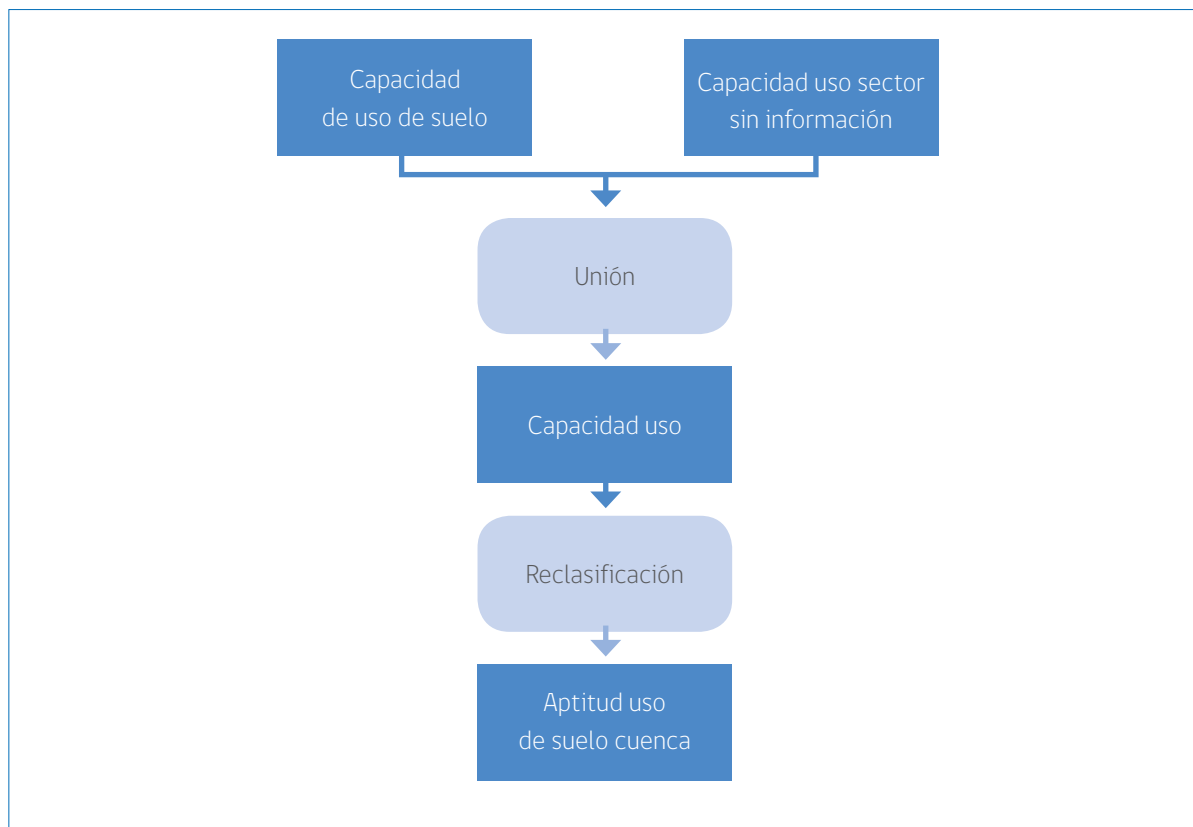 Capacidad
de uso de suelo
Capacidad uso sector
sin información
Unión
Capacidad uso
Reclasificación
Aptitud uso
de suelo cuenca